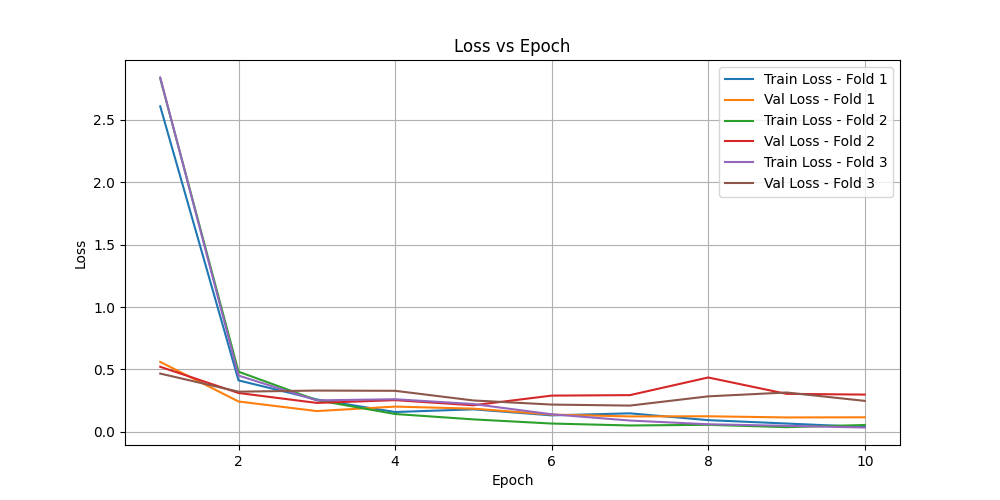 Loss vs Epoch
Train Loss - Fold 1
Val Loss - Fold 1
Train Loss - Fold 2
Val Loss - Fold 2
Train Loss - Fold 3
Val Loss - Fold 3
Loss
2.5
2.0
1.5
1.0
0.5
0.0
2 4 6 8 10
Epoch